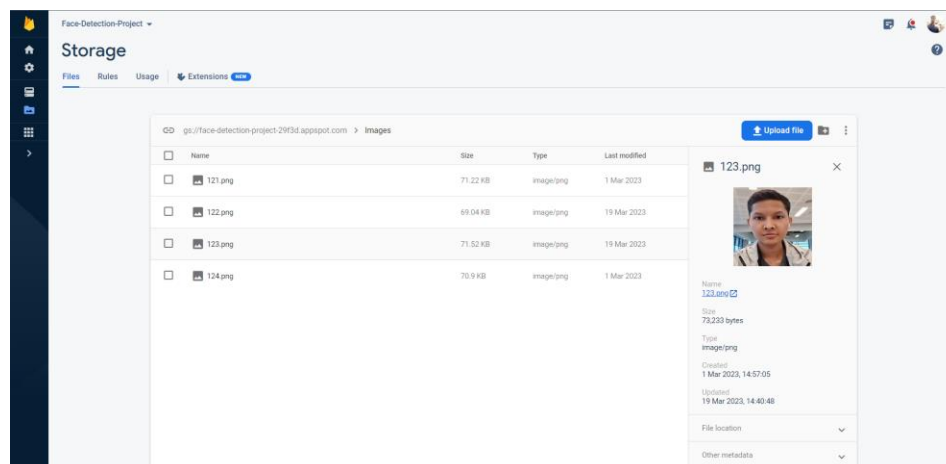 Face-Detection-Project
Storage
Files Rules Usage Extensions NEW
gs://face-detection-project-29f3d.appspot.com > Images
Upload file
Name Size Type Last modified
121.png 71.22 KB image/png 1 Mar 2023
122.png 69.04 KB image/png 19 Mar 2023
123.png 71.52 KB image/png 19 Mar 2023
124.png 70.9 KB image/png 1 Mar 2023
123.png
Name
123.png
Size
73,233 bytes
Type
image/png
Created
1 Mar 2023, 14:57:05
Updated
19 Mar 2023, 14:40:48
File location
Other metadata